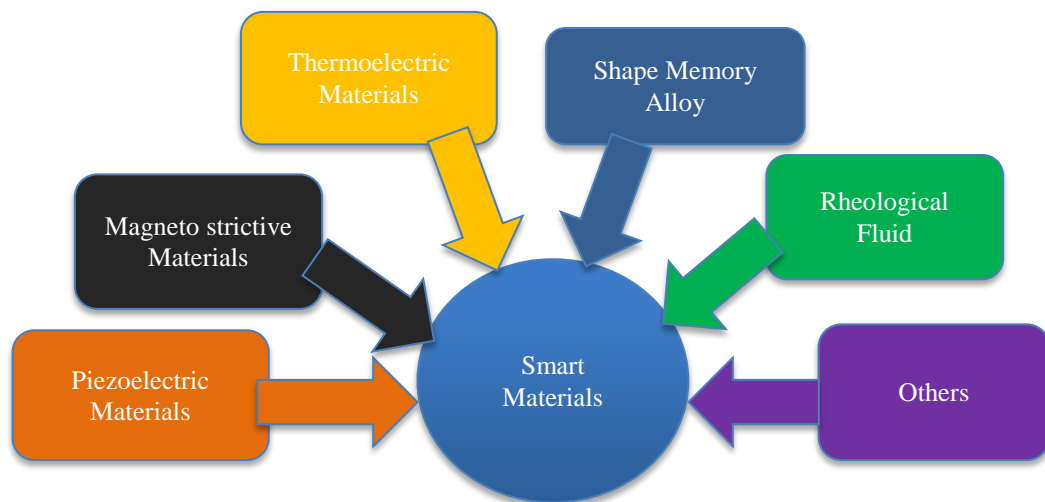 Thermoelectric
Materials
Shape Memory
Alloy
Magneto strictive
Materials
Rheological
Fluid
Piezoelectric
Materials
Smart
Materials
Others